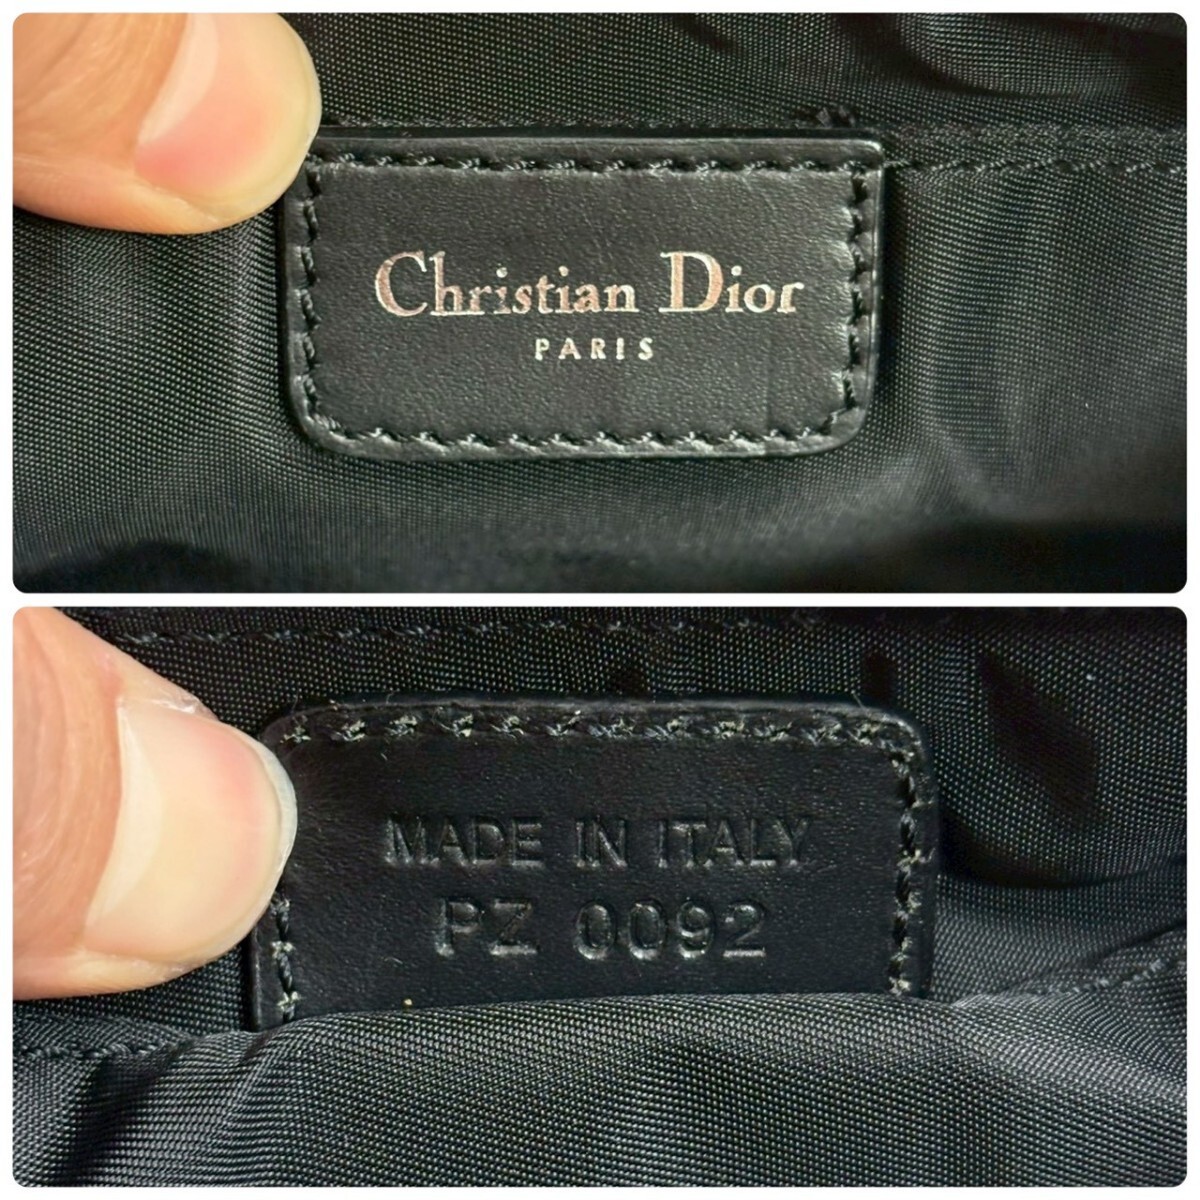 Christian Dior
PARIS
MADE IN ITALY
PZ 0092